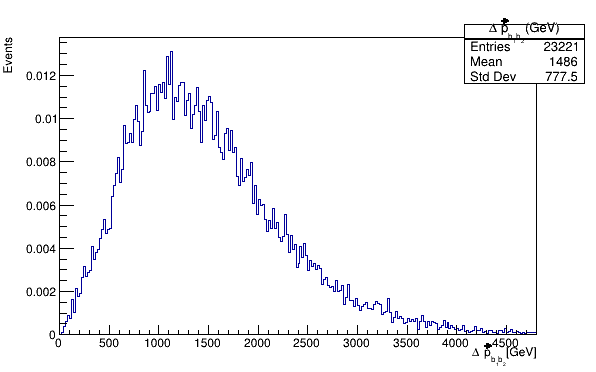 Δ p⃗b1b2 (GeV)
Entries 23221
Mean 1486
Std Dev 777.5
Events
0.012
0.01
0.008
0.006
0.004
0.002
0
0 500 1000 1500 2000 2500 3000 3500 4000 4500
Δ p⃗b1b2 [GeV]